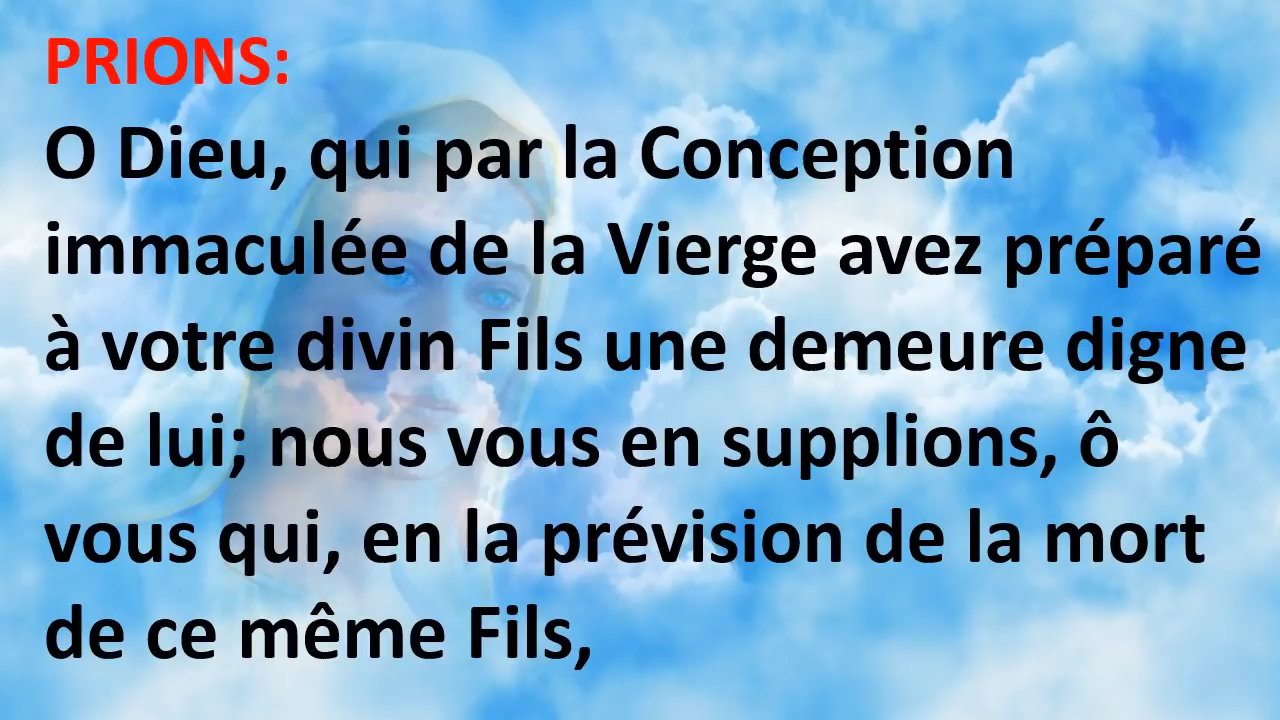 PRIONS:
O Dieu, qui par la Conception
immaculée de la Vierge avez préparé
à votre divin Fils une demeure digne
de lui; nous vous en supplions, ô
vous qui, en la prévision de la mort
de ce même Fils,